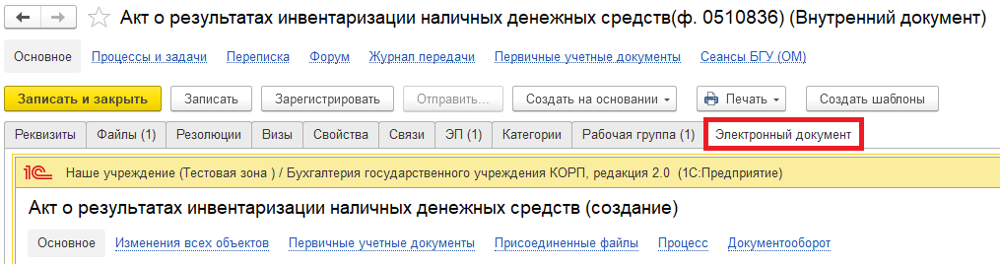 Акт о результатах инвентаризации наличных денежных средств(ф. 0510836) (Внутренний документ)
Основное Процессы и задачи Переписка Форум Журнал передачи Первичные учетные документы Сеансы БГУ (ОМ)
Записать и закрыть Записать Зарегистрировать Отправить... Создать на основании Печать Создать шаблоны
Реквизиты Файлы (1) Резолюции Визы Свойства Связи ЭП (1) Категории Рабочая группа (1) Электронный документ
1С Наше учреждение (Тестовая зона ) / Бухгалтерия государственного учреждения КОРП, редакция 2.0 (1С:Предприятие)
Акт о результатах инвентаризации наличных денежных средств (создание)
Основное Изменения всех объектов Первичные учетные документы Присоединенные файлы Процесс Документооборот